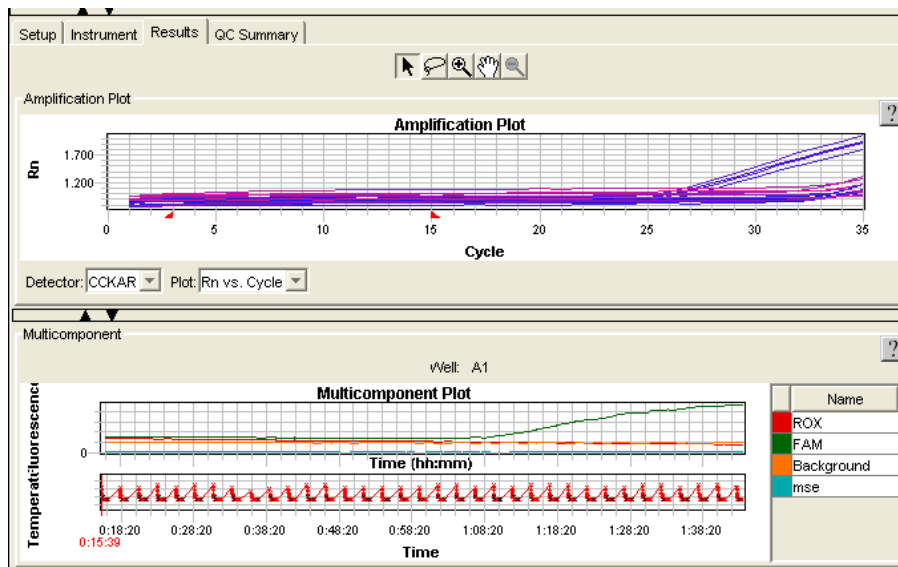 Setup Instrument Results QC Summary
Amplification Plot
?
Amplification Plot
Rn
1.700
1.200
0 5 10 15 20 25 30 35
Cycle
Detector: CCKAR Plot: Rn vs. Cycle
Multicomponent
?
Well: A1
Multicomponent Plot
Name
ROX
FAM
Background
mse
0
Time (hh:mm)
0:18:20 0:28:20 0:38:20 0:48:20 0:58:20 1:08:20 1:18:20 1:28:20 1:38:20
0:15:39
Time